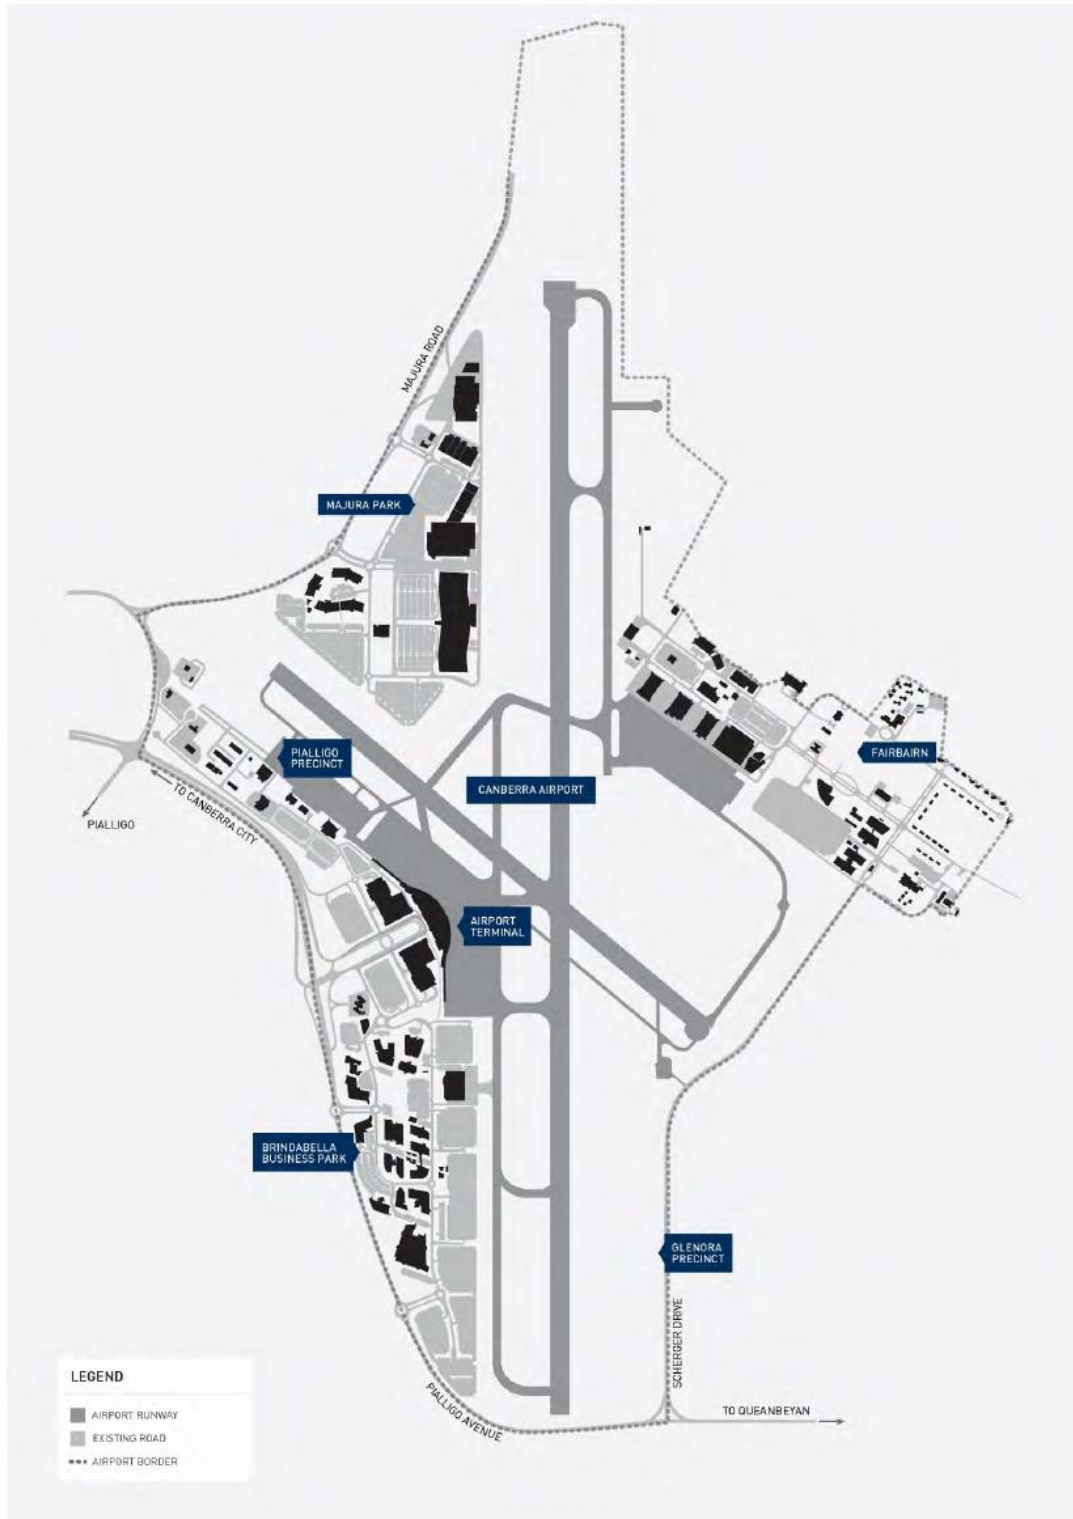 MAJURA ROAD
MAJURA PARK
PIALLIGO
PRECINCT
FAIRBAIRN
CANBERRA AIRPORT
TO CANBERRA CITY
PIALLIGO
AIRPORT
TERMINAL
BRINDABELLA
BUSINESS PARK
GLENORA
PRECINCT
SCHERGER DRIVE
PIALLIGO AVENUE
TO QUEANBEYAN
LEGEND
AIRPORT RUNWAY
EXISTING ROAD
AIRPORT BORDER